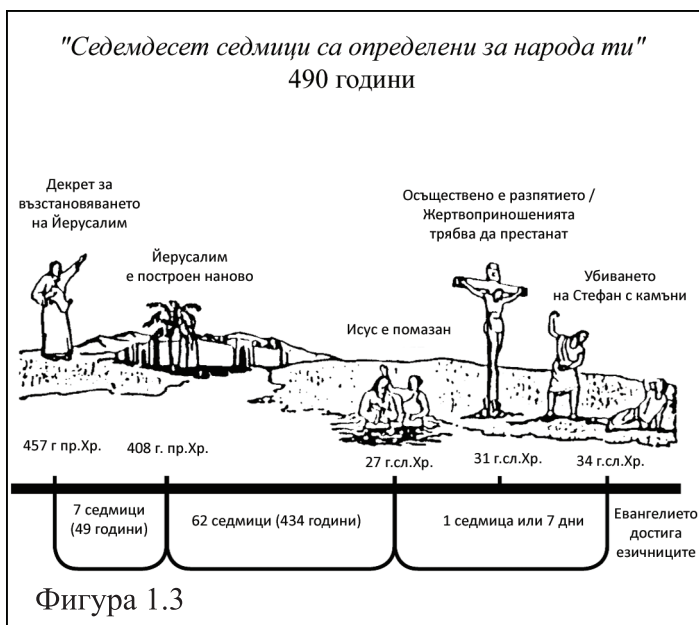 "Седемдесет седмици са определени за народа ти"
490 години
Декрет за
възстановяването
на Йерусалим
Йерусалим
е построен наново
Исус е помазан
Осъществено е разпятието /
Жертвоприношенията
трябва да престанат
Убиването
на Стефан с камъни
457 г пр.Хр.
408 г. пр.Хр.
27 г.сл.Хр.
31 г.сл.Хр.
34 г.сл.Хр.
7 седмици
(49 години)
62 седмици (434 години)
1 седмица или 7 дни
Евангелието
достига
езичниците
Фигура 1.3